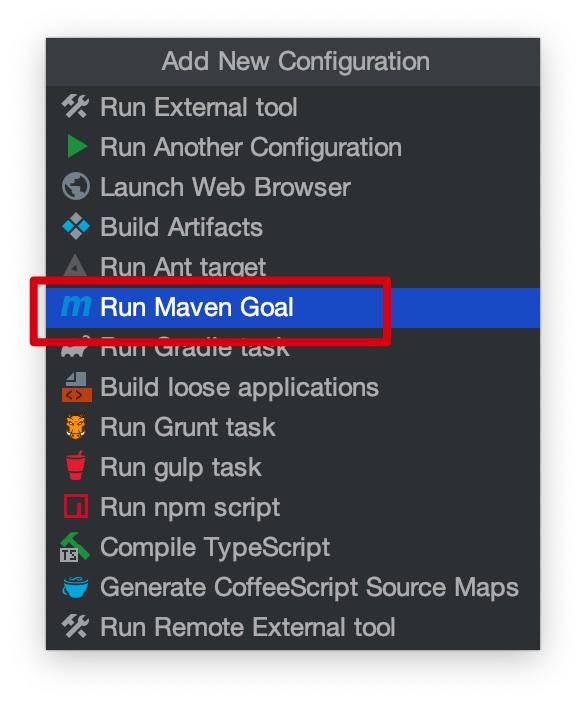 Add New Configuration
Run External tool
Run Another Configuration
Launch Web Browser
Build Artifacts
Run Ant target
m Run Maven Goal
Run Gradle task
Build loose applications
Run Grunt task
Run gulp task
Run npm script
TS Compile TypeScript
Generate CoffeeScript Source Maps
Run Remote External tool